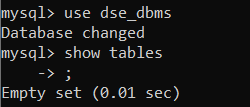 mysql> use dse_dbms
Database changed
mysql> show tables
    -> ;
Empty set (0.01 sec)